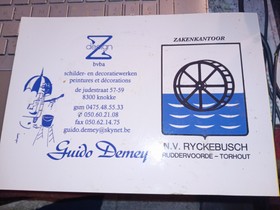 design
bvba
schilder- en decoratiewerken
peintures et décorations
de judestraat 57-59
8300 knokke
gsm 0475.48.55.33
✆ 050.60.21.08
fax 050.62.14.75
guido.demey@skynet.be
Guido Demey
ZAKENKANTOOR
N.V. RYCKEBUSCH
RUDDERVOORDE - TORHOUT